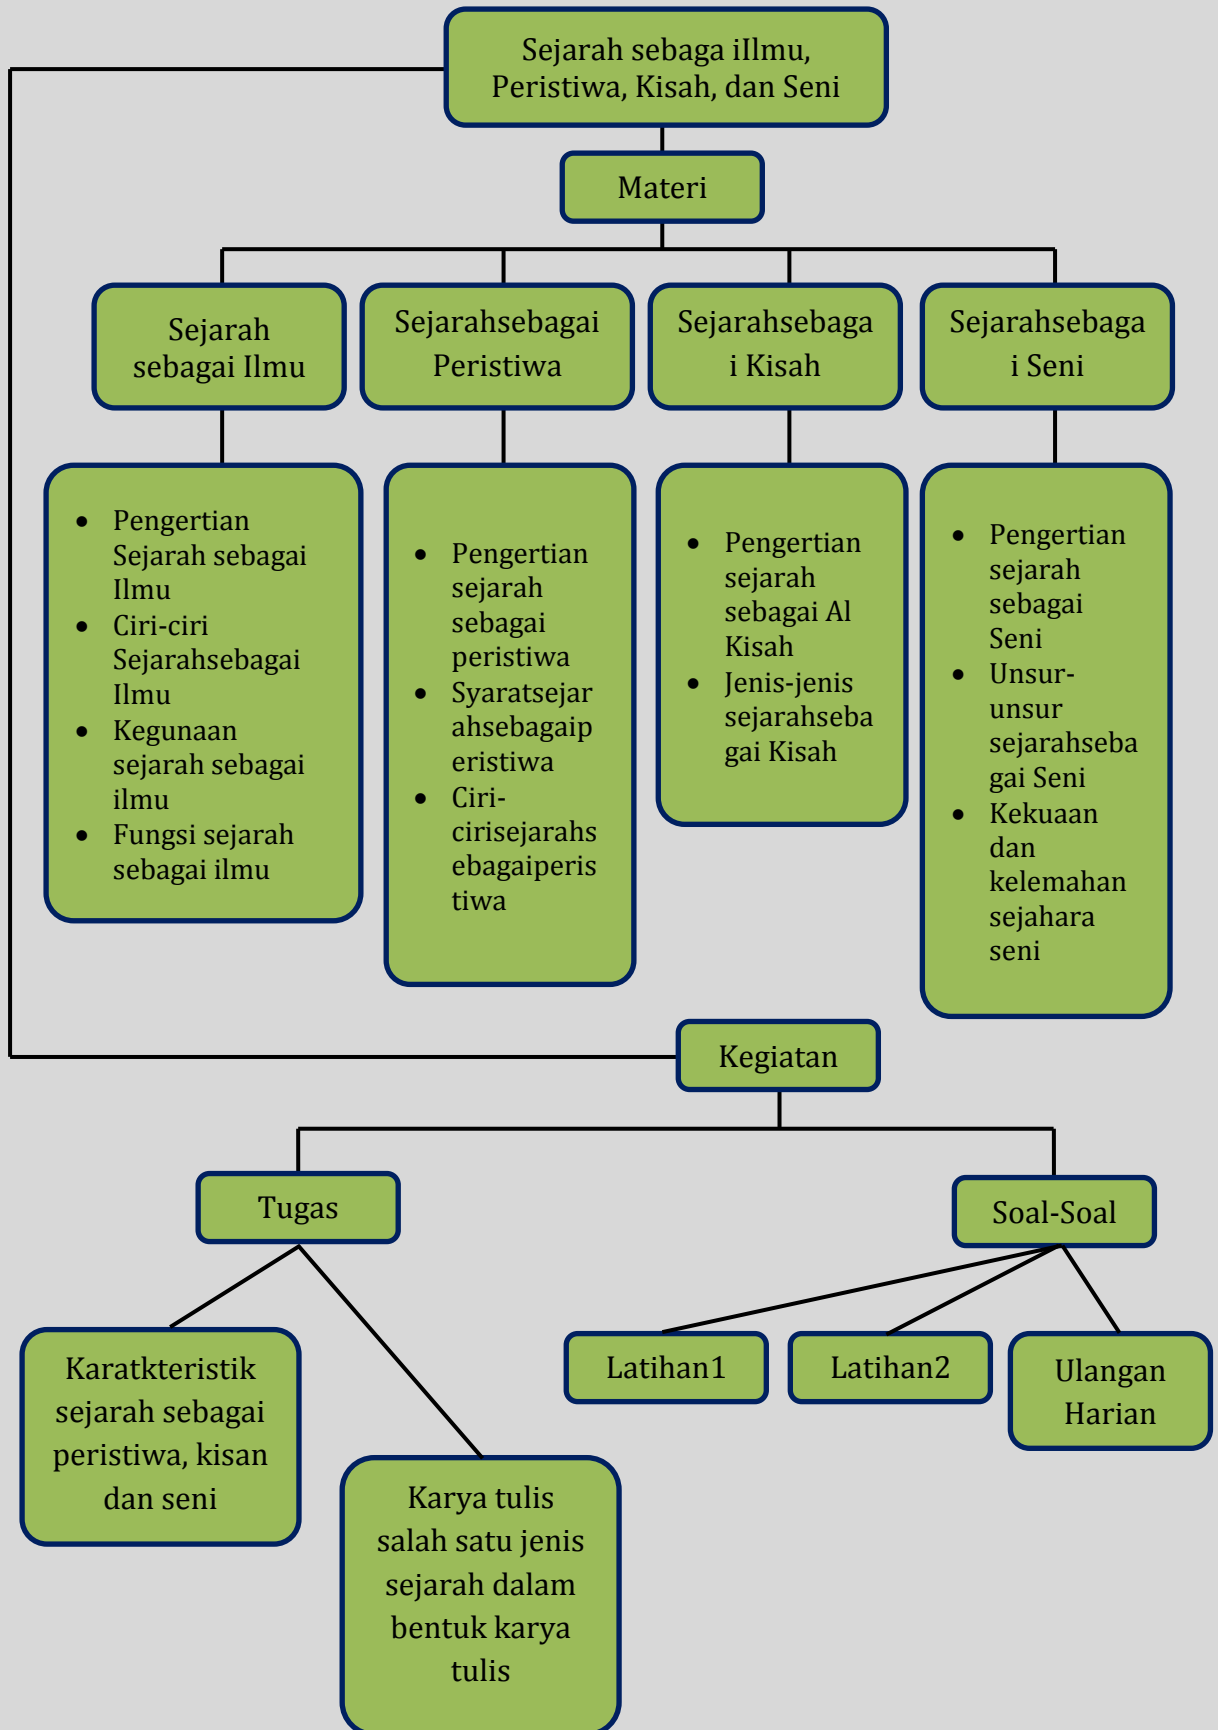 Sejarah sebaga iIlmu,
Peristiwa, Kisah, dan Seni
Materi
Sejarah
sebagai Ilmu
Sejarahsebagai
Peristiwa
Sejarahsebaga
i Kisah
Sejarahsebaga
i Seni
• Pengertian
Sejarah sebagai
Ilmu
• Ciri-ciri
Sejarahsebagai
Ilmu
• Kegunaan
sejarah sebagai
ilmu
• Fungsi sejarah
sebagai ilmu
• Pengertian
sejarah
sebagai
peristiwa
• Syaratsejar
ahsebagaip
eristiwa
• Ciri-
cirisejarahs
ebagaiperis
tiwa
• Pengertian
sejarah
sebagai Al
Kisah
• Jenis-jenis
sejarahseba
gai Kisah
• Pengertian
sejarah
sebagai
Seni
• Unsur-
unsur
sejarahseba
gai Seni
• Kekuaan
dan
kelemahan
sejahara
seni
Kegiatan
Tugas
Soal-Soal
Karatkteristik
sejarah sebagai
peristiwa, kisan
dan seni
Karya tulis
salah satu jenis
sejarah dalam
bentuk karya
tulis
Latihan1
Latihan2
Ulangan
Harian